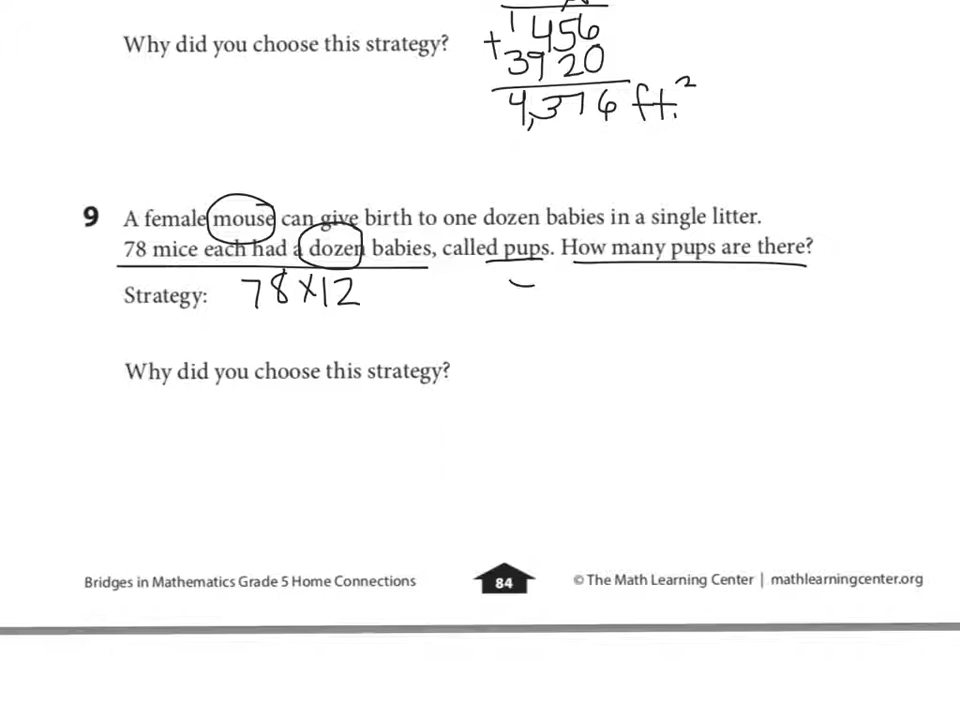 Why did you choose this strategy?
1456
+3920
4,376 ft.²
9 A female mouse can give birth to one dozen babies in a single litter.
78 mice each had a dozen babies, called pups. How many pups are there?
Strategy: 78×12
Why did you choose this strategy?
Bridges in Mathematics Grade 5 Home Connections 84 © The Math Learning Center | mathlearningcenter.org